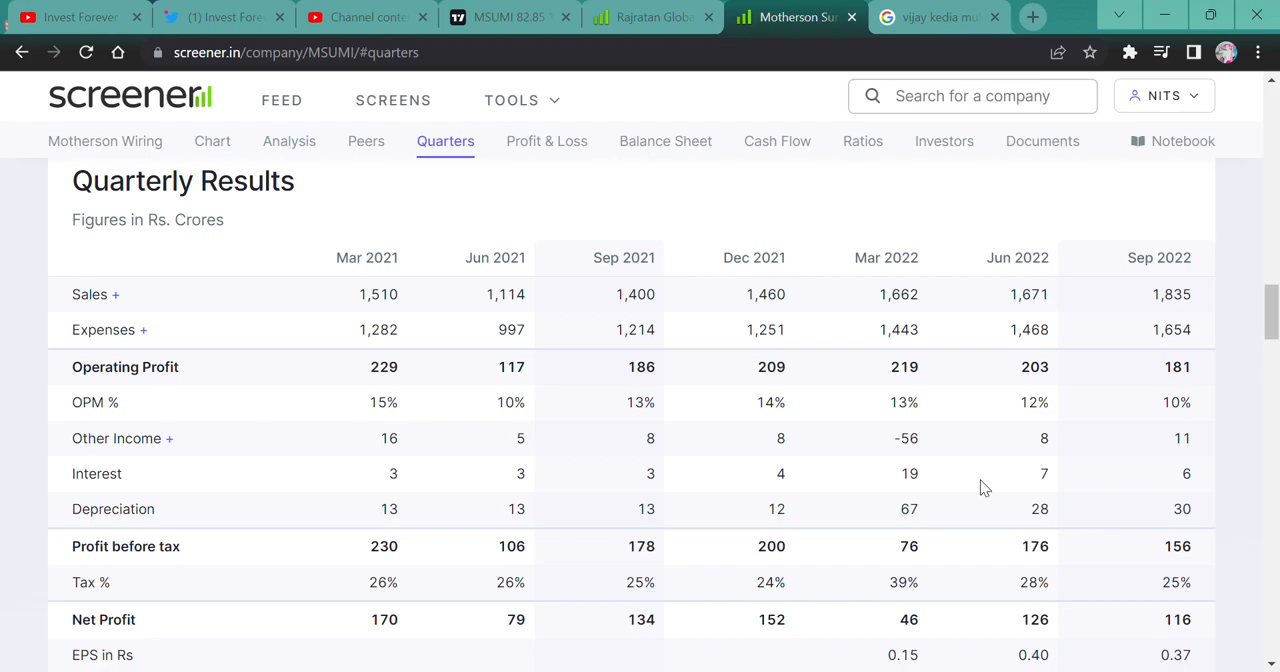 Invest Forever
(1) Invest Fore
Channel conte
MSUMI 82.85
Rajratan Globa
Motherson Su
vijay kedia mu
screener.in/company/MSUMI/#quarters
screener
FEED
SCREENS
TOOLS
Search for a company
NITS
Motherson Wiring Chart Analysis Peers Quarters Profit & Loss Balance Sheet Cash Flow Ratios Investors Documents Notebook
Quarterly Results
Figures in Rs. Crores
Mar 2021 Jun 2021 Sep 2021 Dec 2021 Mar 2022 Jun 2022 Sep 2022
Sales + 1,510 1,114 1,400 1,460 1,662 1,671 1,835
Expenses + 1,282 997 1,214 1,251 1,443 1,468 1,654
Operating Profit 229 117 186 209 219 203 181
OPM % 15% 10% 13% 14% 13% 12% 10%
Other Income + 16 5 8 8 -56 8 11
Interest 3 3 3 4 19 7 6
Depreciation 13 13 13 12 67 28 30
Profit before tax 230 106 178 200 76 176 156
Tax % 26% 26% 25% 24% 39% 28% 25%
Net Profit 170 79 134 152 46 126 116
EPS in Rs 0.15 0.40 0.37